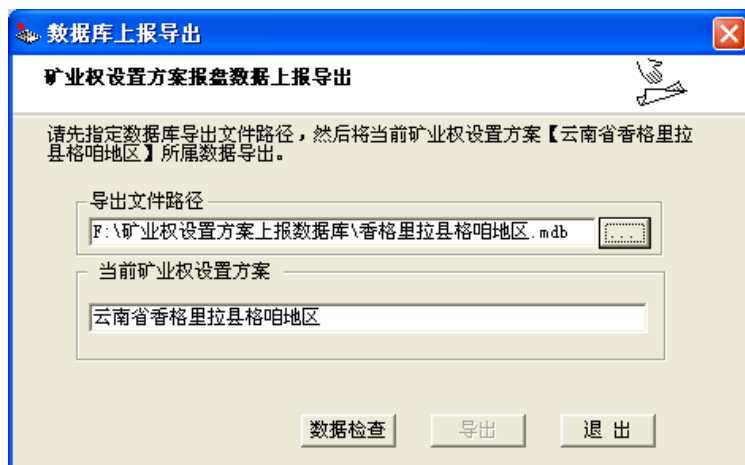 数据库上报导出
矿业权设置方案报盘数据上报导出
请先指定数据库导出文件路径，然后将当前矿业权设置方案【云南省香格里拉
县格咱地区】所属数据导出。
导出文件路径
F:\矿业权设置方案上报数据库\香格里拉县格咱地区.mdb
...
当前矿业权设置方案
云南省香格里拉县格咱地区
数据检查 导出 退 出